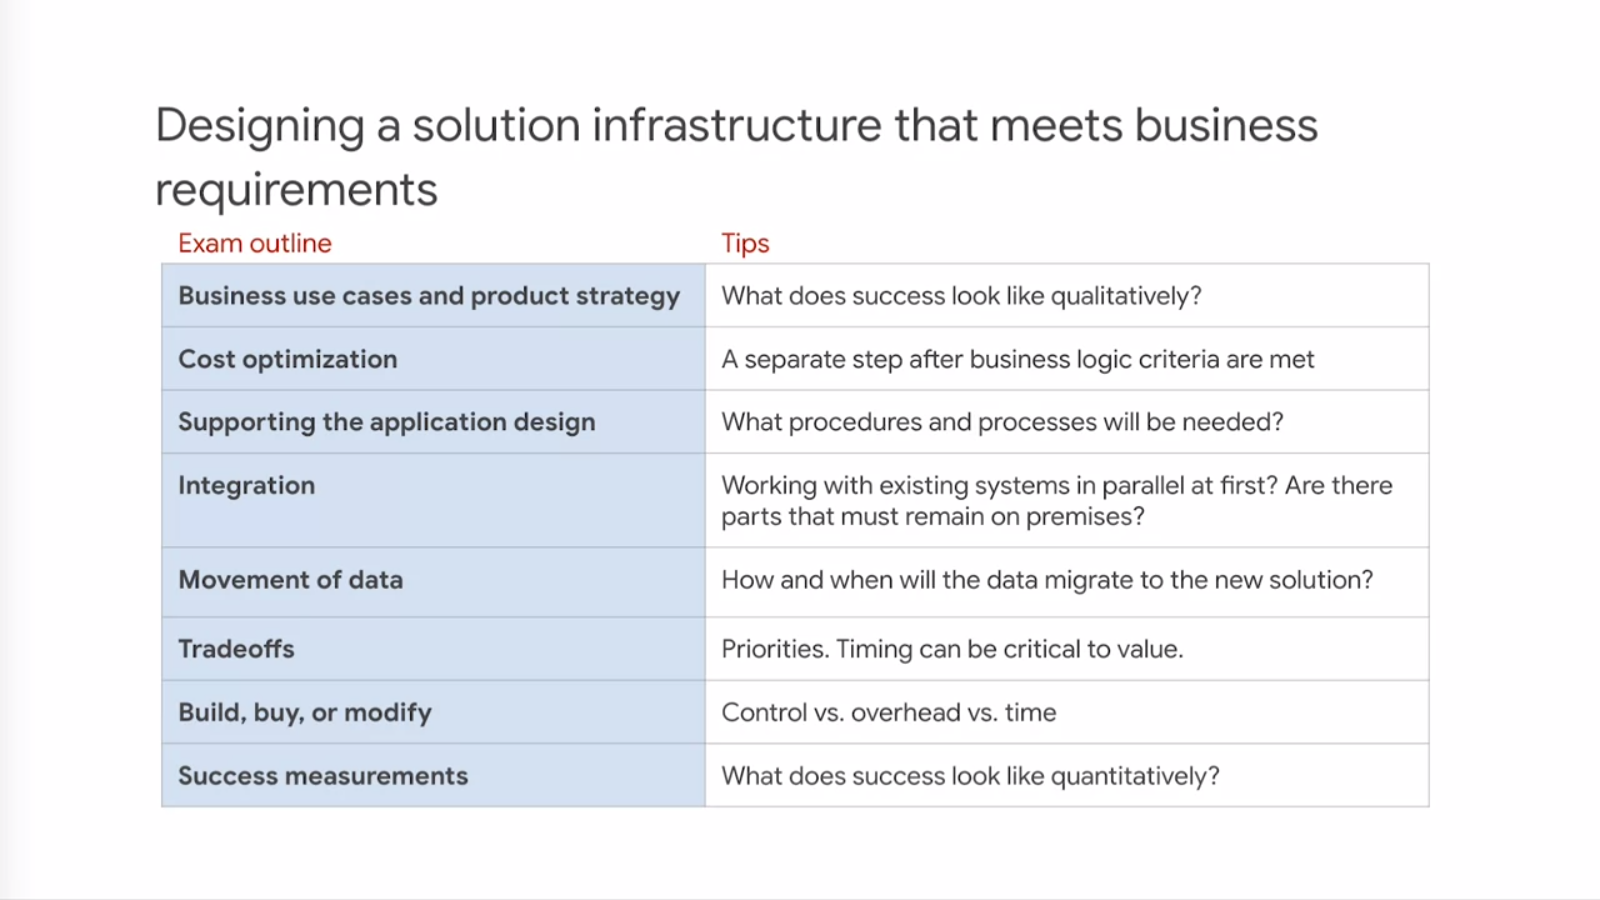 Designing a solution infrastructure that meets business
requirements
Exam outline
Tips
Business use cases and product strategy
What does success look like qualitatively?
Cost optimization
A separate step after business logic criteria are met
Supporting the application design
What procedures and processes will be needed?
Integration
Working with existing systems in parallel at first? Are there
parts that must remain on premises?
Movement of data
How and when will the data migrate to the new solution?
Tradeoffs
Priorities. Timing can be critical to value.
Build, buy, or modify
Control vs. overhead vs. time
Success measurements
What does success look like quantitatively?